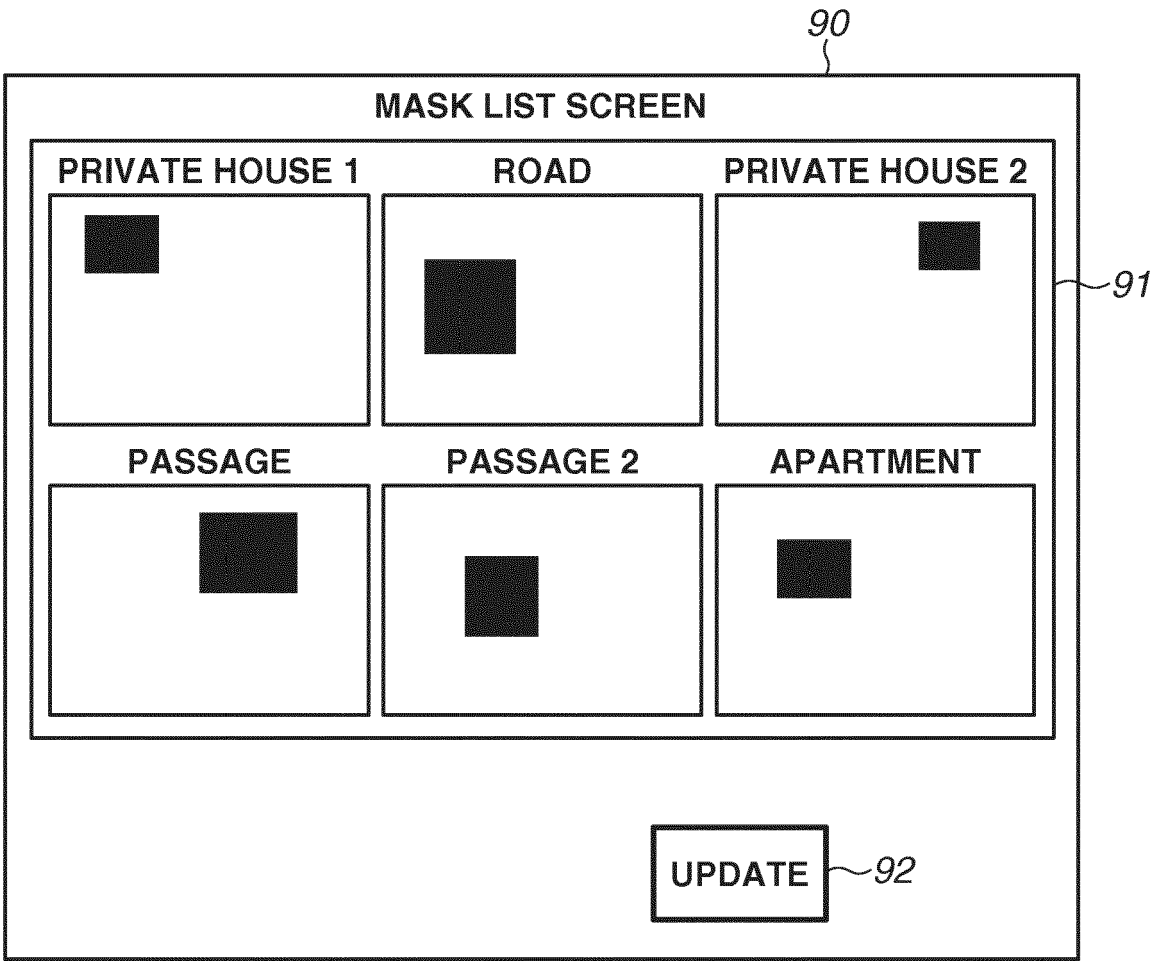 90
MASK LIST SCREEN
PRIVATE HOUSE 1 ROAD PRIVATE HOUSE 2
91
PASSAGE PASSAGE 2 APARTMENT
UPDATE 92